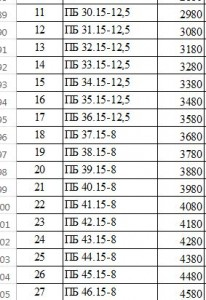 89 11 ПБ 30.15-12,5 2980
90 12 ПБ 31.15-12,5 3080
91 13 ПБ 32.15-12,5 3180
92 14 ПБ 33.15-12,5 3280
93 15 ПБ 34.15-12,5 3380
94 16 ПБ 35.15-12,5 3480
95 17 ПБ 36.15-12,5 3580
96 18 ПБ 37.15-8 3680
97 19 ПБ 38.15-8 3780
98 20 ПБ 39.15-8 3880
99 21 ПБ 40.15-8 3980
00 22 ПБ 41.15-8 4080
01 23 ПБ 42.15-8 4180
02 24 ПБ 43.15-8 4280
03 25 ПБ 44.15-8 4380
04 26 ПБ 45.15-8 4480
05 27 ПБ 46.15-8 4580